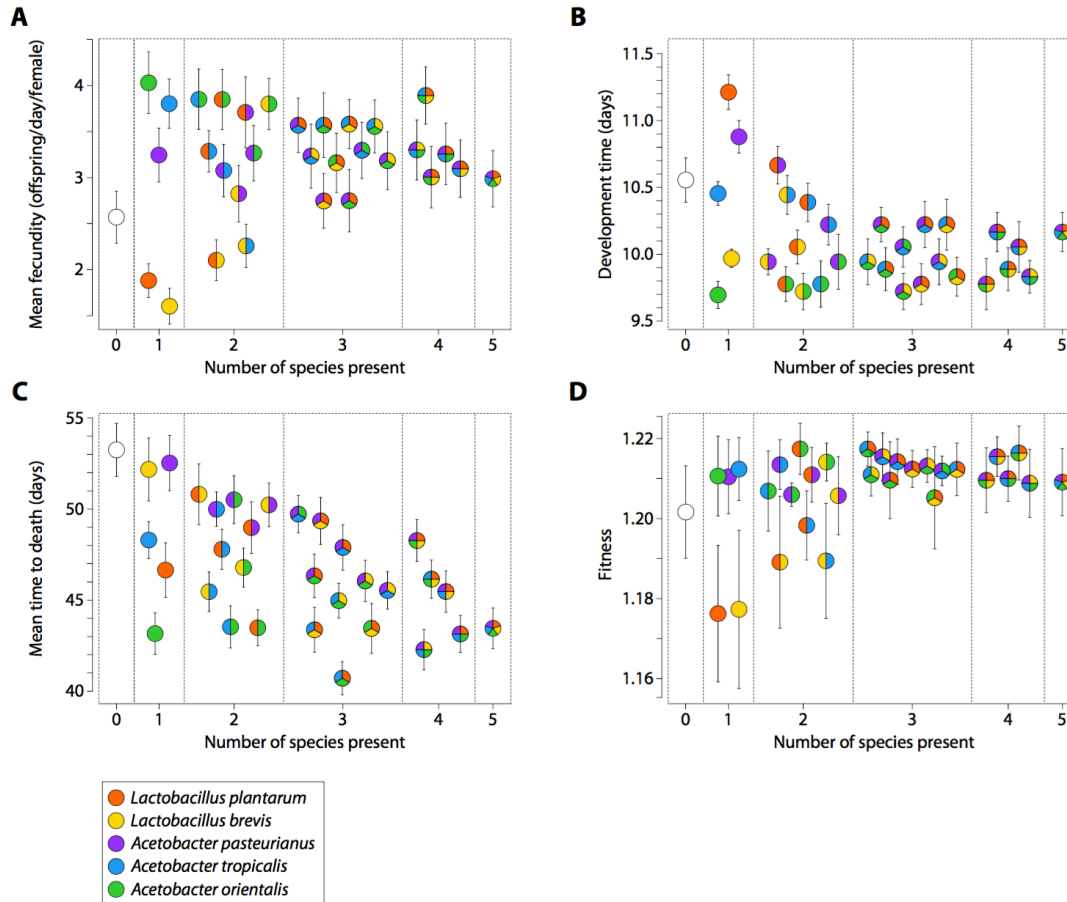 A
Mean fecundity (offspring/day/female)
4
3
2
0 1 2 3 4 5
Number of species present
B
Development time (days)
11.5
11.0
10.5
10.0
9.5
0 1 2 3 4 5
Number of species present
C
Mean time to death (days)
55
50
45
40
0 1 2 3 4 5
Number of species present
D
Fitness
1.22
1.20
1.18
1.16
0 1 2 3 4 5
Number of species present
Lactobacillus plantarum
Lactobacillus brevis
Acetobacter pasteurianus
Acetobacter tropicalis
Acetobacter orientalis